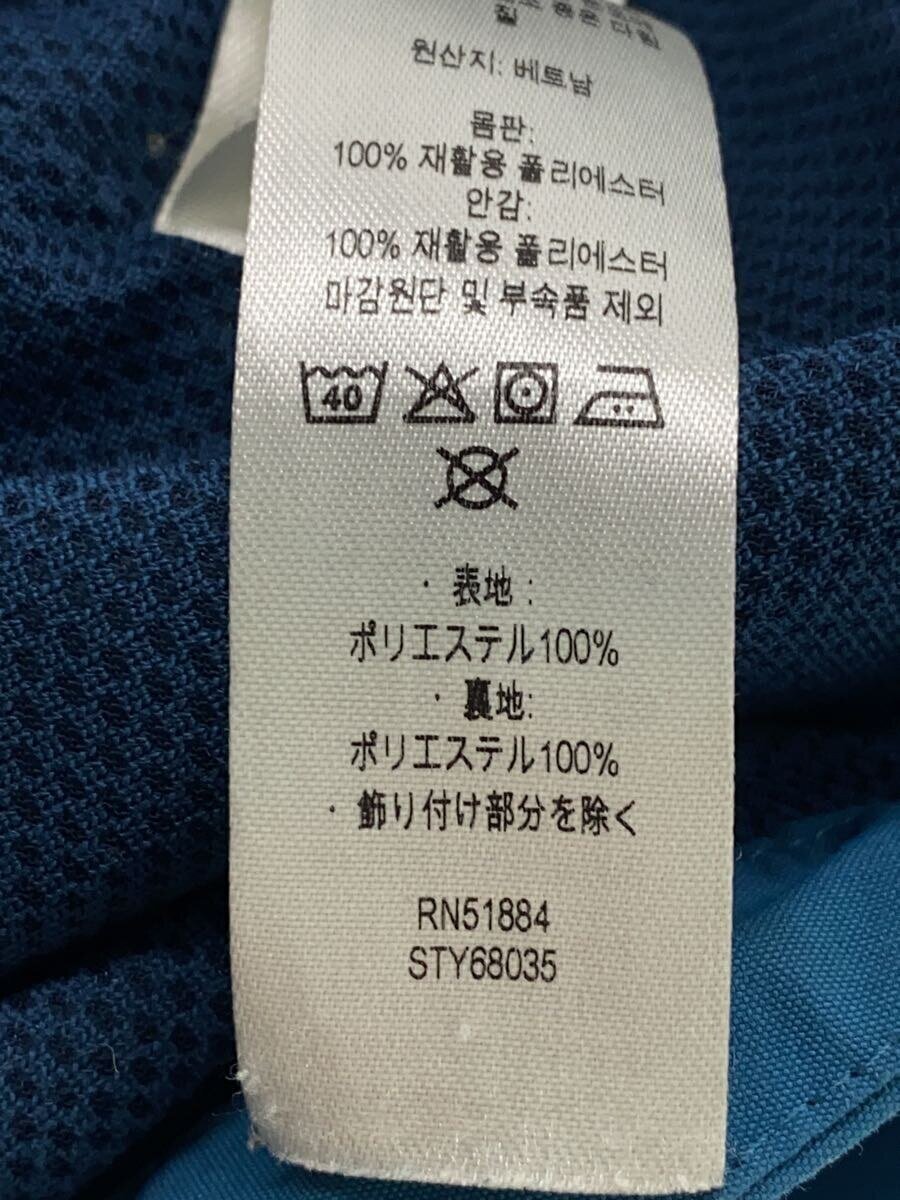 원산지: 베트남
몸판:
100% 재활용 폴리에스터
안감:
100% 재활용 폴리에스터
마감원단 및 부속품 제외
40
· 表地 :
ポリエステル100%
· 裏地:
ポリエステル100%
· 飾り付け部分を除く
RN51884
STY68035